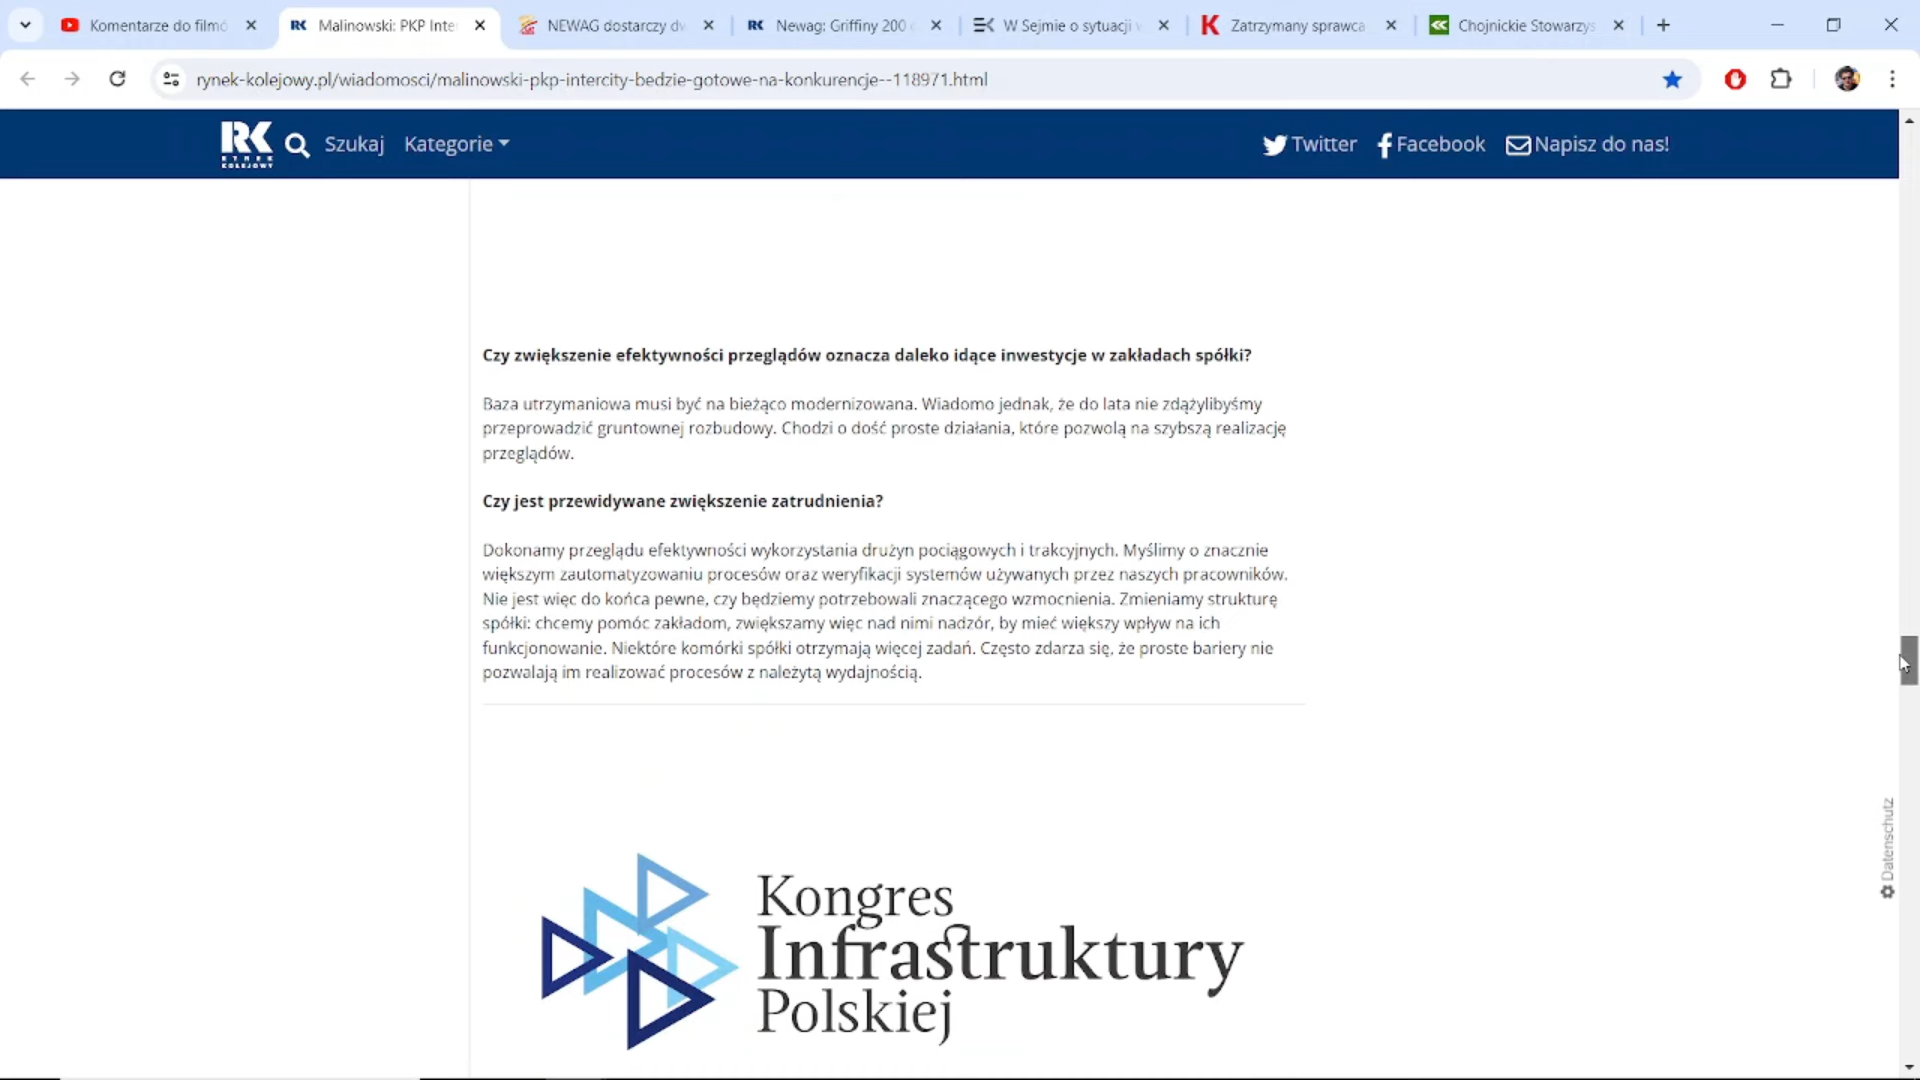 Komentarze do filmó
Malinowski: PKP Inte
NEWAG dostarczy dw
Newag: Griffiny 200
W Sejmie o sytuacji
Zatrzymany sprawca
Chojnickie Stowarzys
rynek-kolejowy.pl/wiadomosci/malinowski-pkp-intercity-bedzie-gotowe-na-konkurencje--118971.html
RK
RYNEK
KOLEJOWY
Szukaj
Kategorie
Twitter
Facebook
Napisz do nas!
Czy zwiększenie efektywności przeglądów oznacza daleko idące inwestycje w zakładach spółki?
Baza utrzymaniowa musi być na bieżąco modernizowana. Wiadomo jednak, że do lata nie zdążylibyśmy
przeprowadzić gruntownej rozbudowy. Chodzi o dość proste działania, które pozwolą na szybszą realizację
przeglądów.
Czy jest przewidywane zwiększenie zatrudnienia?
Dokonamy przeglądu efektywności wykorzystania drużyn pociągowych i trakcyjnych. Myślimy o znacznie
większym zautomatyzowaniu procesów oraz weryfikacji systemów używanych przez naszych pracowników.
Nie jest więc do końca pewne, czy będziemy potrzebowali znaczącego wzmocnienia. Zmieniamy strukturę
spółki: chcemy pomóc zakładom, zwiększamy więc nad nimi nadzór, by mieć większy wpływ na ich
funkcjonowanie. Niektóre komórki spółki otrzymają więcej zadań. Często zdarza się, że proste bariery nie
pozwalają im realizować procesów z należytą wydajnością.
Datenschutz
Kongres
Infrastruktury
Polskiej